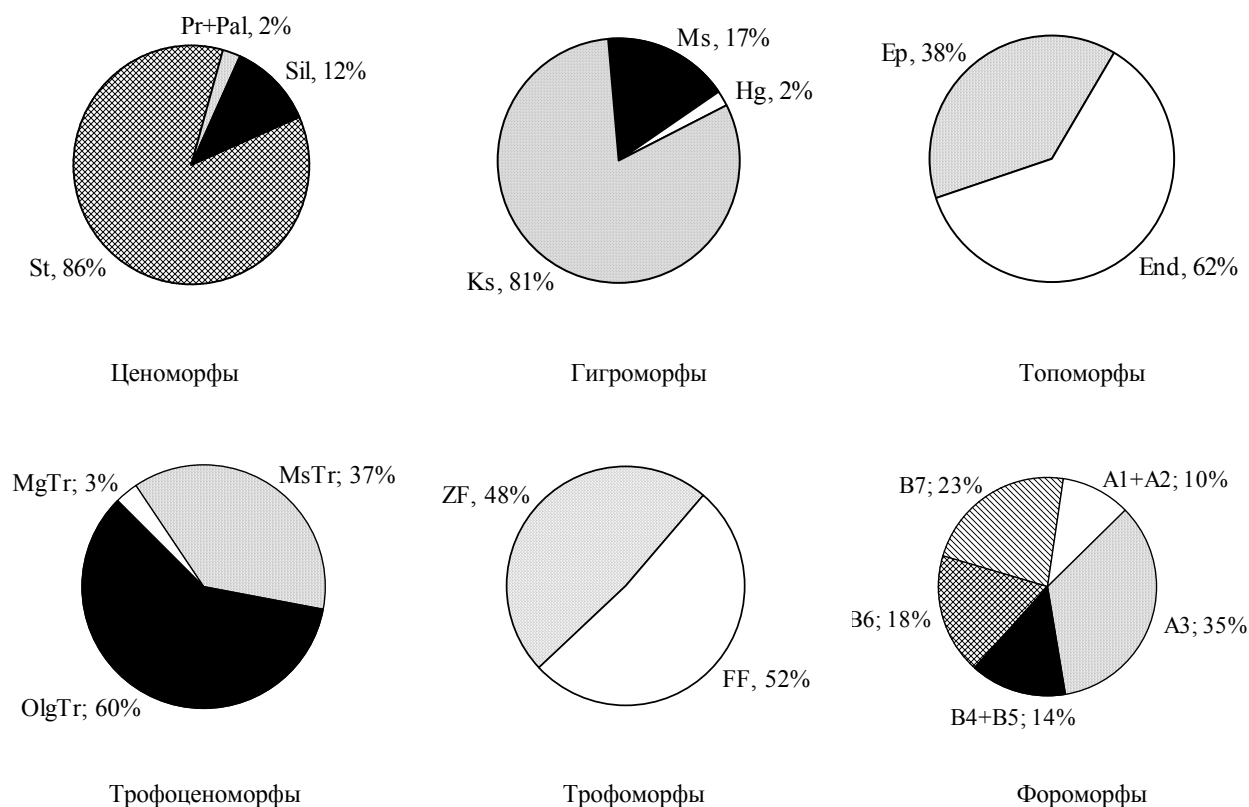 Pr+Pal, 2%
Sil, 12%
St, 86%
Ценоморфы
Ms, 17%
Hg, 2%
Ks, 81%
Гигроморфы
Ep, 38%
End, 62%
Топоморфы
MgTr; 3%
MsTr; 37%
OlgTr; 60%
Трофоценоморфы
ZF, 48%
FF, 52%
Трофоморфы
B7; 23%
A1+A2; 10%
B6; 18%
A3; 35%
B4+B5; 14%
Фороморфы